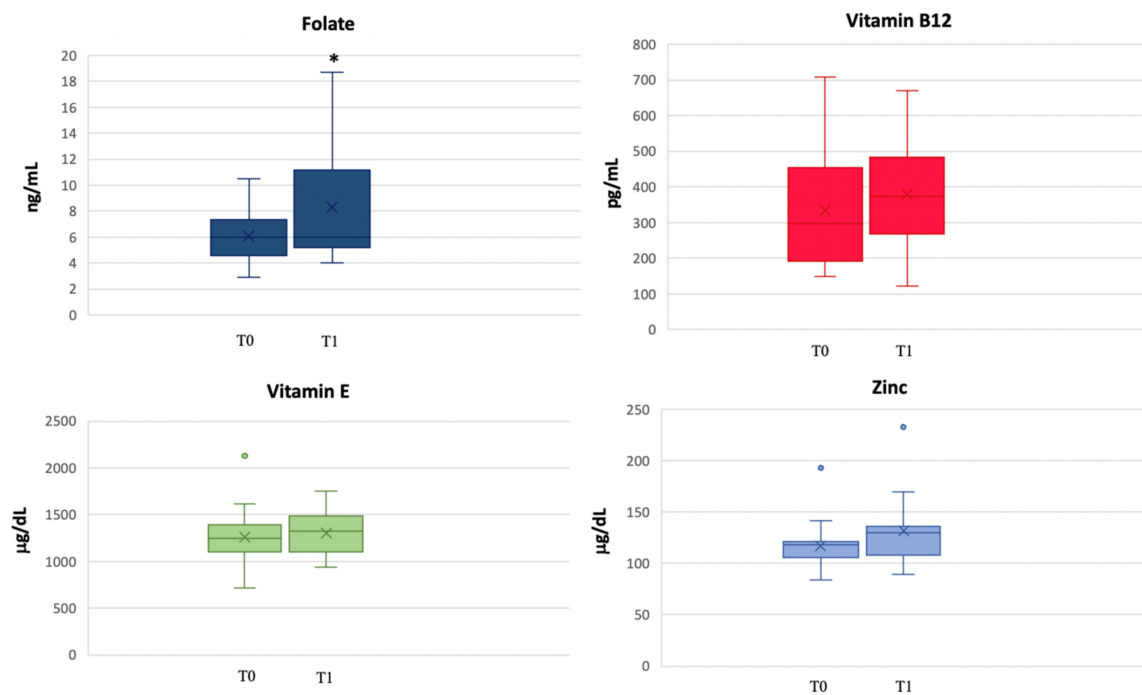 Folate
*
20
18
16
14
12
10
8
6
4
2
0
ng/mL
T0
T1
Vitamin B12
800
700
600
500
400
300
200
100
0
pg/mL
T0
T1
Vitamin E
2500
2000
1500
1000
500
0
µg/dL
T0
T1
Zinc
250
200
150
100
50
0
µg/dL
T0
T1